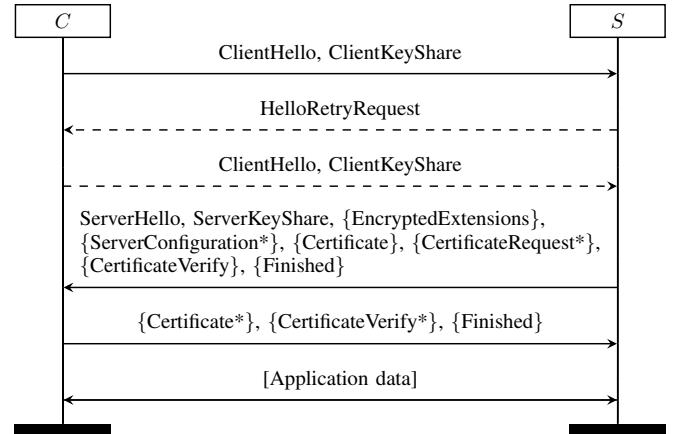 C S
ClientHello, ClientKeyShare
HelloRetryRequest
ClientHello, ClientKeyShare
ServerHello, ServerKeyShare, {EncryptedExtensions},
{ServerConfiguration*}, {Certificate}, {CertificateRequest*},
{CertificateVerify}, {Finished}
{Certificate*}, {CertificateVerify*}, {Finished}
[Application data]